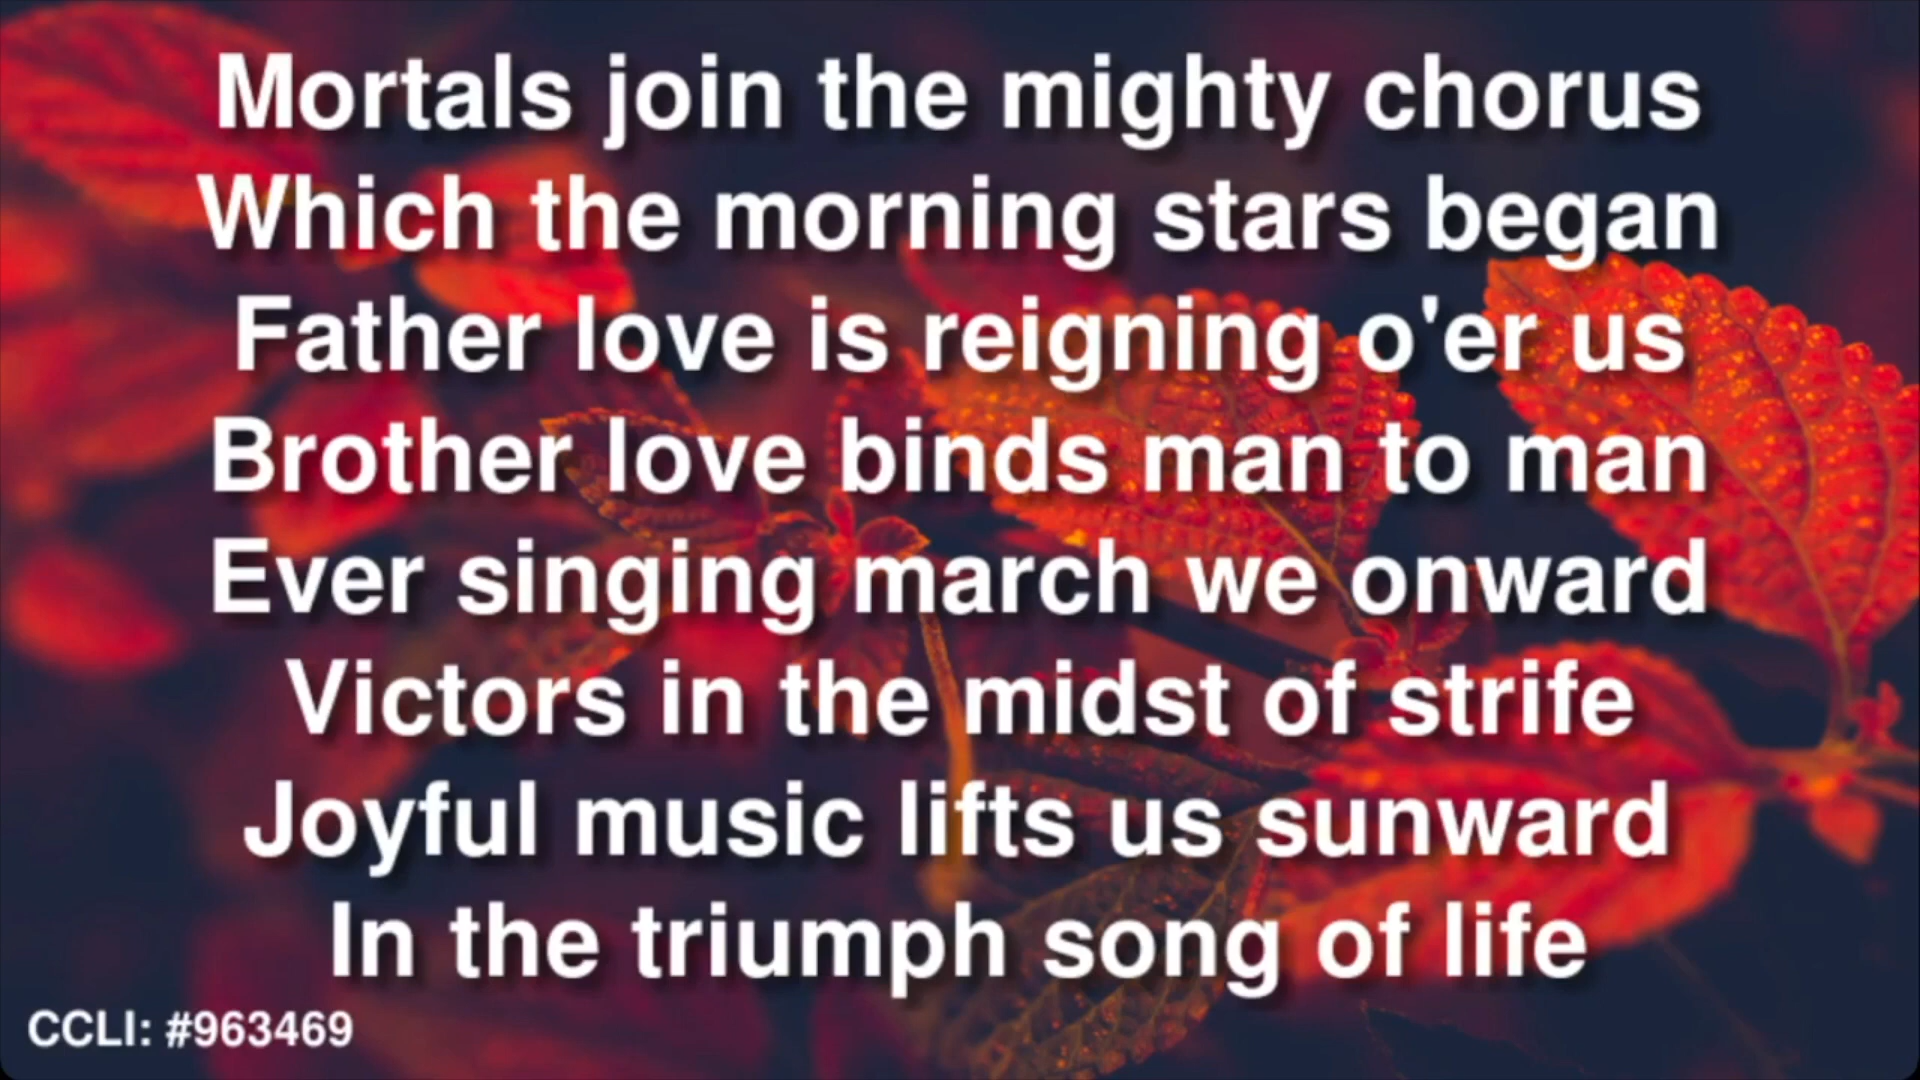 Mortals join the mighty chorus
Which the morning stars began
Father love is reigning o'er us
Brother love binds man to man
Ever singing march we onward
Victors in the midst of strife
Joyful music lifts us sunward
In the triumph song of life
CCLI: #963469